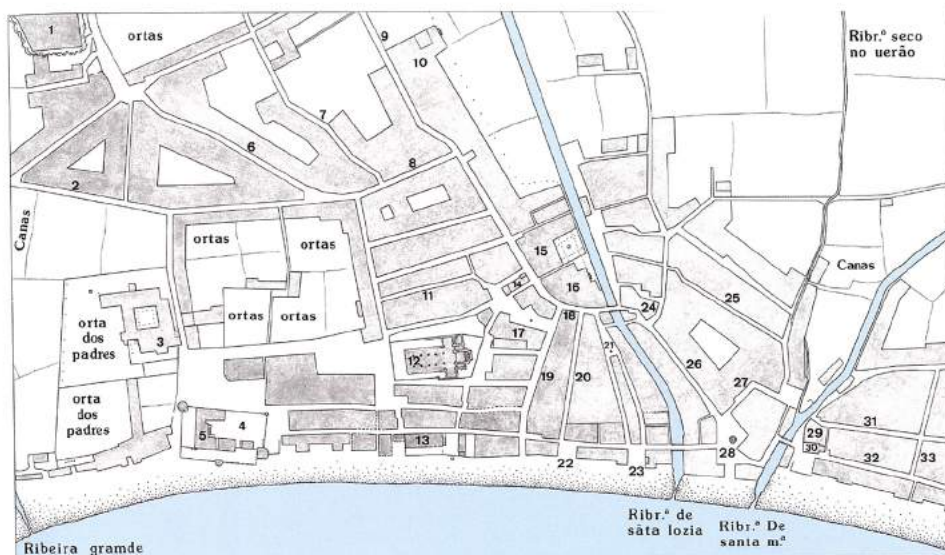 1
ortas
9
10
Ribr.ª seco
no uerão
7
6
8
2
Canas
ortas
ortas
15
Canas
orta
dos
padres
3
ortas
ortas
11
14
16
18
24
25
17
12
21
26
19
20
27
orta
dos
padres
4
5
13
22
23
28
29
30
31
32
33
Ribeira gramde
Ribr.ª de
sãta lozia
Ribr.ª De
santa m.ª